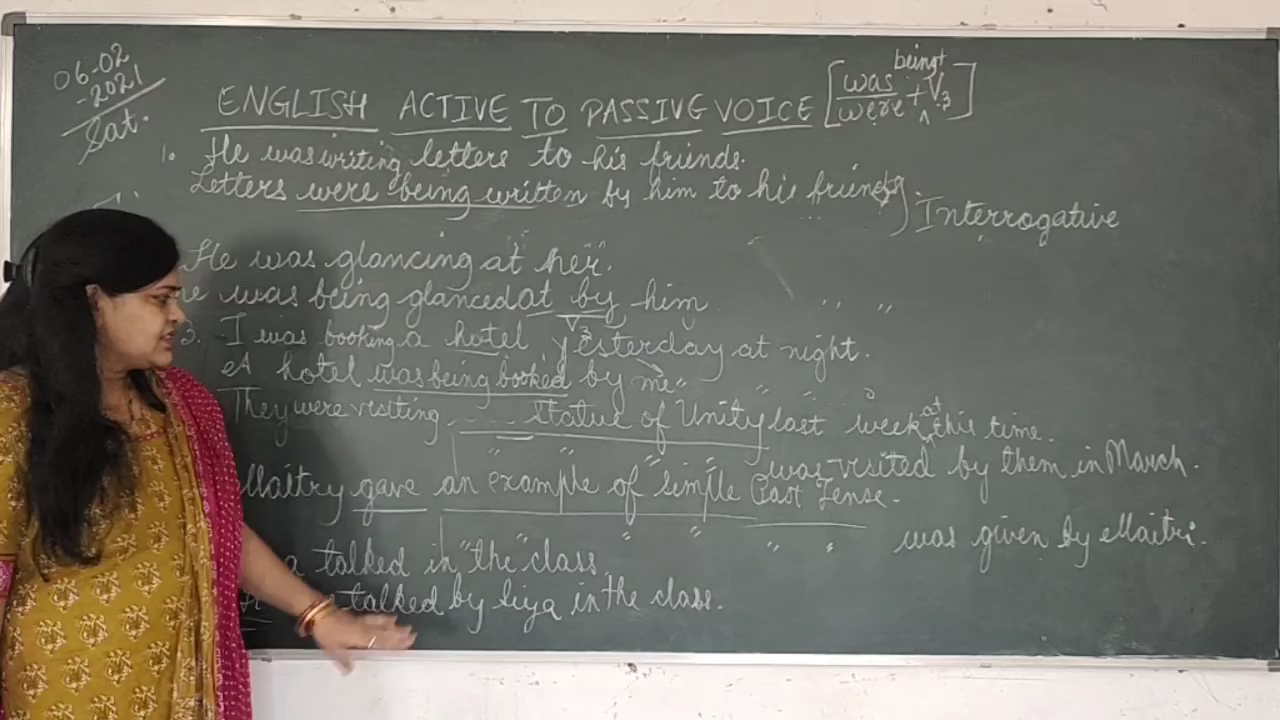 06-02
-2021
Sat.
ENGLISH ACTIVE TO PASSIVE VOICE [was/were + being + V3]
1. He was writing letters to his friends.
Letters were being written by him to his friends.
Interrogative
He was glancing at her.
he was being glanced at by him " "
V3
3. I was booking a hotel yesterday at night.
A hotel was being booked by me " " "
They were visiting ...... statue of Unity last week at this time.
" " " " was visited by them in March.
Maitry gave an example of Simple Past Tense.
" " " " was given by Maitri.
talked in "the" class.
talked by Siya in the class.